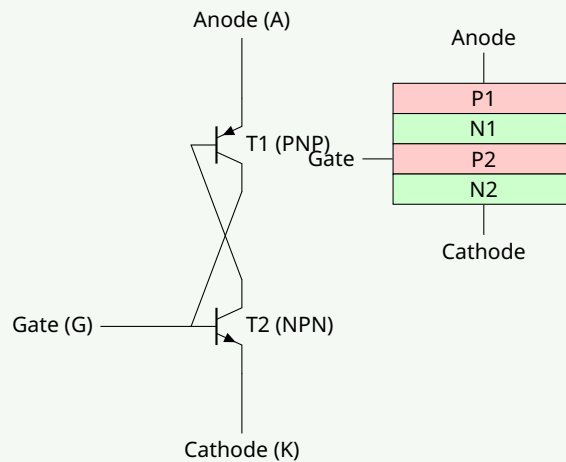 Anode (A)
Anode
P1
N1
T1 (PNP)
Gate
P2
N2
Cathode
Gate (G)
T2 (NPN)
Cathode (K)